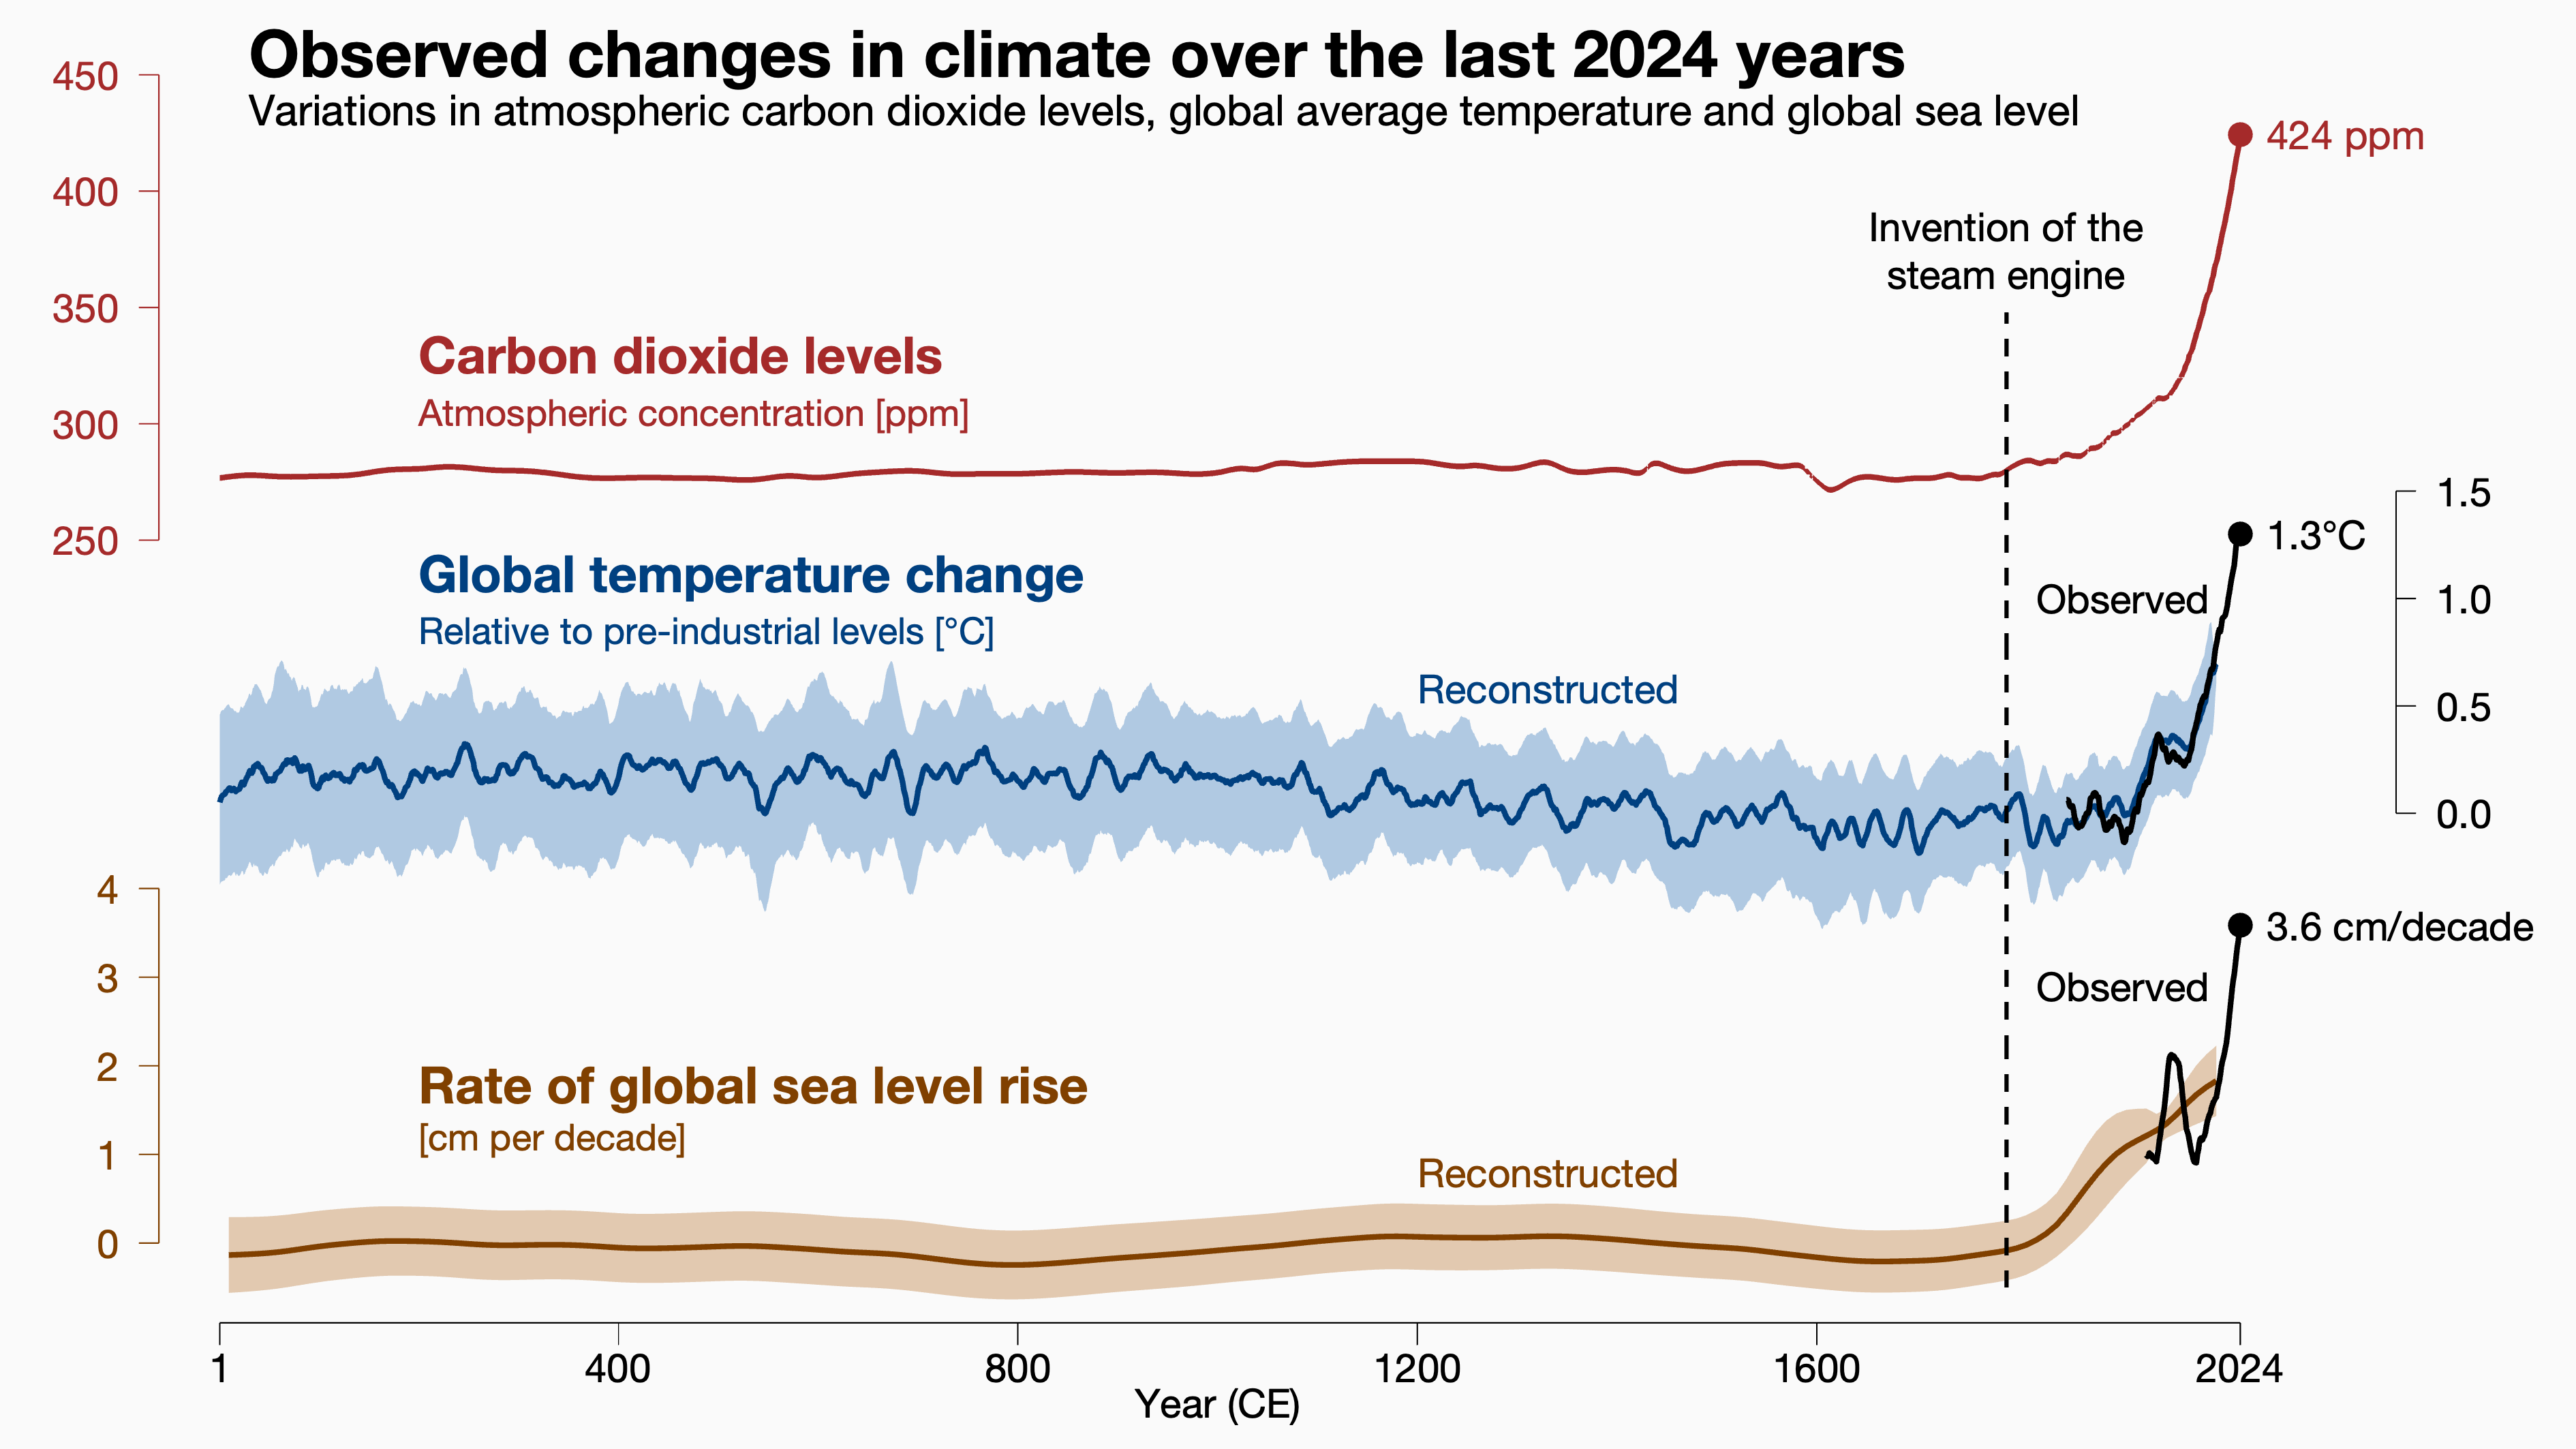 Observed changes in climate over the last 2024 years
Variations in atmospheric carbon dioxide levels, global average temperature and global sea level
450
400
350
300
250
424 ppm
Invention of the
steam engine
Carbon dioxide levels
Atmospheric concentration [ppm]
1.5
1.0
0.5
0.0
1.3°C
Global temperature change
Relative to pre-industrial levels [°C]
Observed
Reconstructed
4
3
2
1
0
3.6 cm/decade
Observed
Rate of global sea level rise
[cm per decade]
Reconstructed
1
400
800
1200
1600
2024
Year (CE)